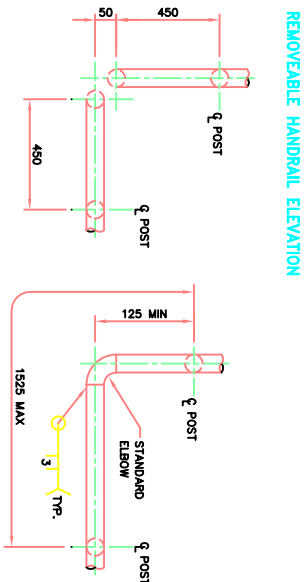 REMOVEABLE HANDRAIL ELEVATION
50
450
℄ POST
450
℄ POST
125 MIN
℄ POST
1525 MAX
STANDARD
ELBOW
3
TYP.
℄ POST